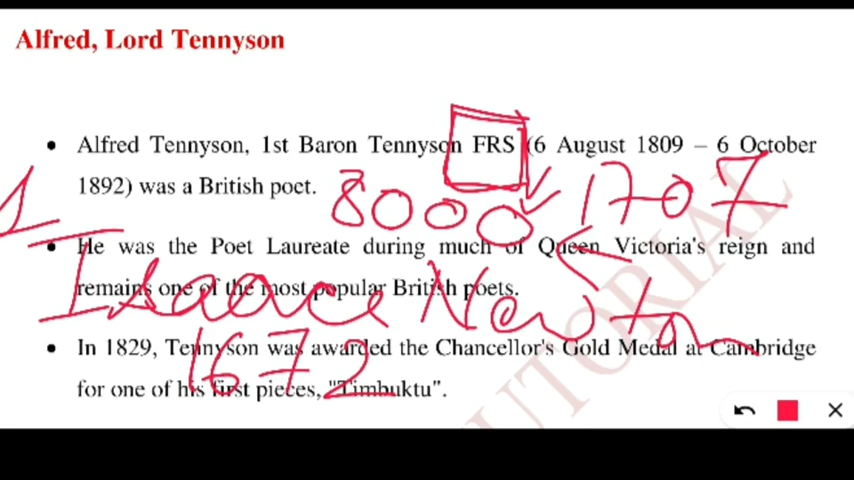 Alfred, Lord Tennyson
• Alfred Tennyson, 1st Baron Tennyson FRS (6 August 1809 – 6 October
1892) was a British poet.
8000
1707
• He was the Poet Laureate during much of Queen Victoria's reign and
remains one of the most popular British poets.
Isaace Newton
• In 1829, Tennyson was awarded the Chancellor's Gold Medal at Cambridge
for one of his first pieces, "Timbuktu".
1672
UTORIAL
UTORIAL